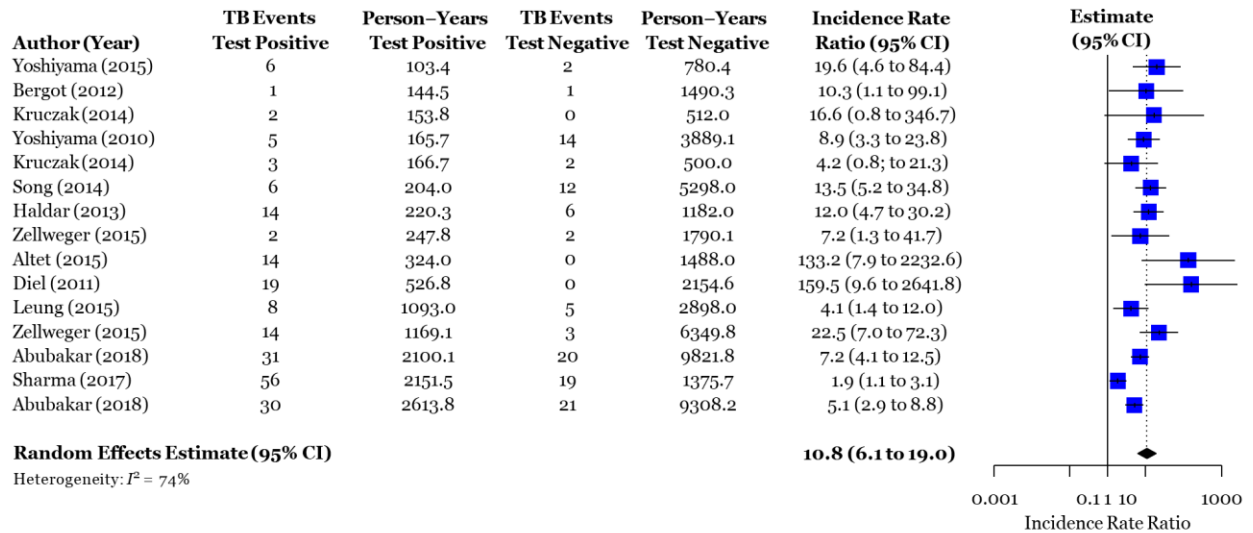 TB Events Person–Years TB Events Person–Years Incidence Rate Estimate
Author (Year) Test Positive Test Positive Test Negative Test Negative Ratio (95% CI) (95% CI)
Yoshiyama (2015) 6 103.4 2 780.4 19.6 (4.6 to 84.4)
Bergot (2012) 1 144.5 1 1490.3 10.3 (1.1 to 99.1)
Kruczak (2014) 2 153.8 0 512.0 16.6 (0.8 to 346.7)
Yoshiyama (2010) 5 165.7 14 3889.1 8.9 (3.3 to 23.8)
Kruczak (2014) 3 166.7 2 500.0 4.2 (0.8; to 21.3)
Song (2014) 6 204.0 12 5298.0 13.5 (5.2 to 34.8)
Haldar (2013) 14 220.3 6 1182.0 12.0 (4.7 to 30.2)
Zellweger (2015) 2 247.8 2 1790.1 7.2 (1.3 to 41.7)
Altet (2015) 14 324.0 0 1488.0 133.2 (7.9 to 2232.6)
Diel (2011) 19 526.8 0 2154.6 159.5 (9.6 to 2641.8)
Leung (2015) 8 1093.0 5 2898.0 4.1 (1.4 to 12.0)
Zellweger (2015) 14 1169.1 3 6349.8 22.5 (7.0 to 72.3)
Abubakar (2018) 31 2100.1 20 9821.8 7.2 (4.1 to 12.5)
Sharma (2017) 56 2151.5 19 1375.7 1.9 (1.1 to 3.1)
Abubakar (2018) 30 2613.8 21 9308.2 5.1 (2.9 to 8.8)
Random Effects Estimate (95% CI) 10.8 (6.1 to 19.0)
Heterogeneity: I² = 74%
0.001 0.1 1 10 1000
Incidence Rate Ratio